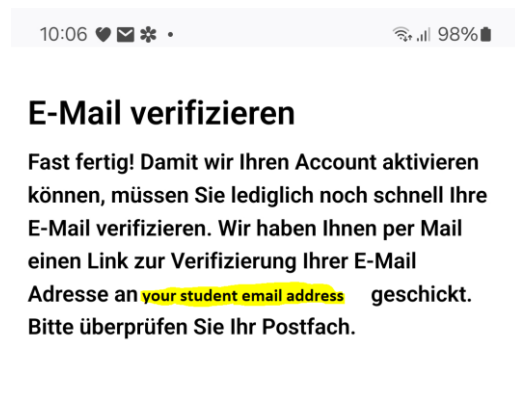 10:06
98%
E-Mail verifizieren
Fast fertig! Damit wir Ihren Account aktivieren
können, müssen Sie lediglich noch schnell Ihre
E-Mail verifizieren. Wir haben Ihnen per Mail
einen Link zur Verifizierung Ihrer E-Mail
Adresse an your student email address geschickt.
Bitte überprüfen Sie Ihr Postfach.